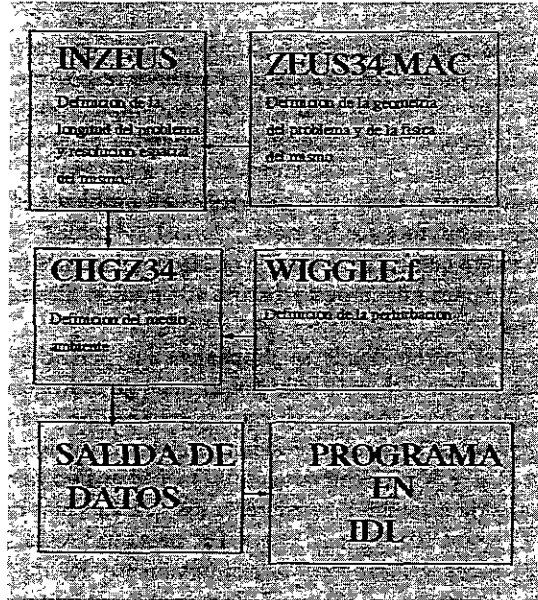 INZEUS
Definicion de la
longitud del problema
y resolucion espacial
del mismo.
ZEUS34.MAC
Definicion de la geometria
del problema y de la fisica
del mismo
CHGZ34
Definicion del medio
ambiente
WIGGLE.f
Definicion de la perturbacion
SALIDA DE
DATOS
PROGRAMA
EN
IDL